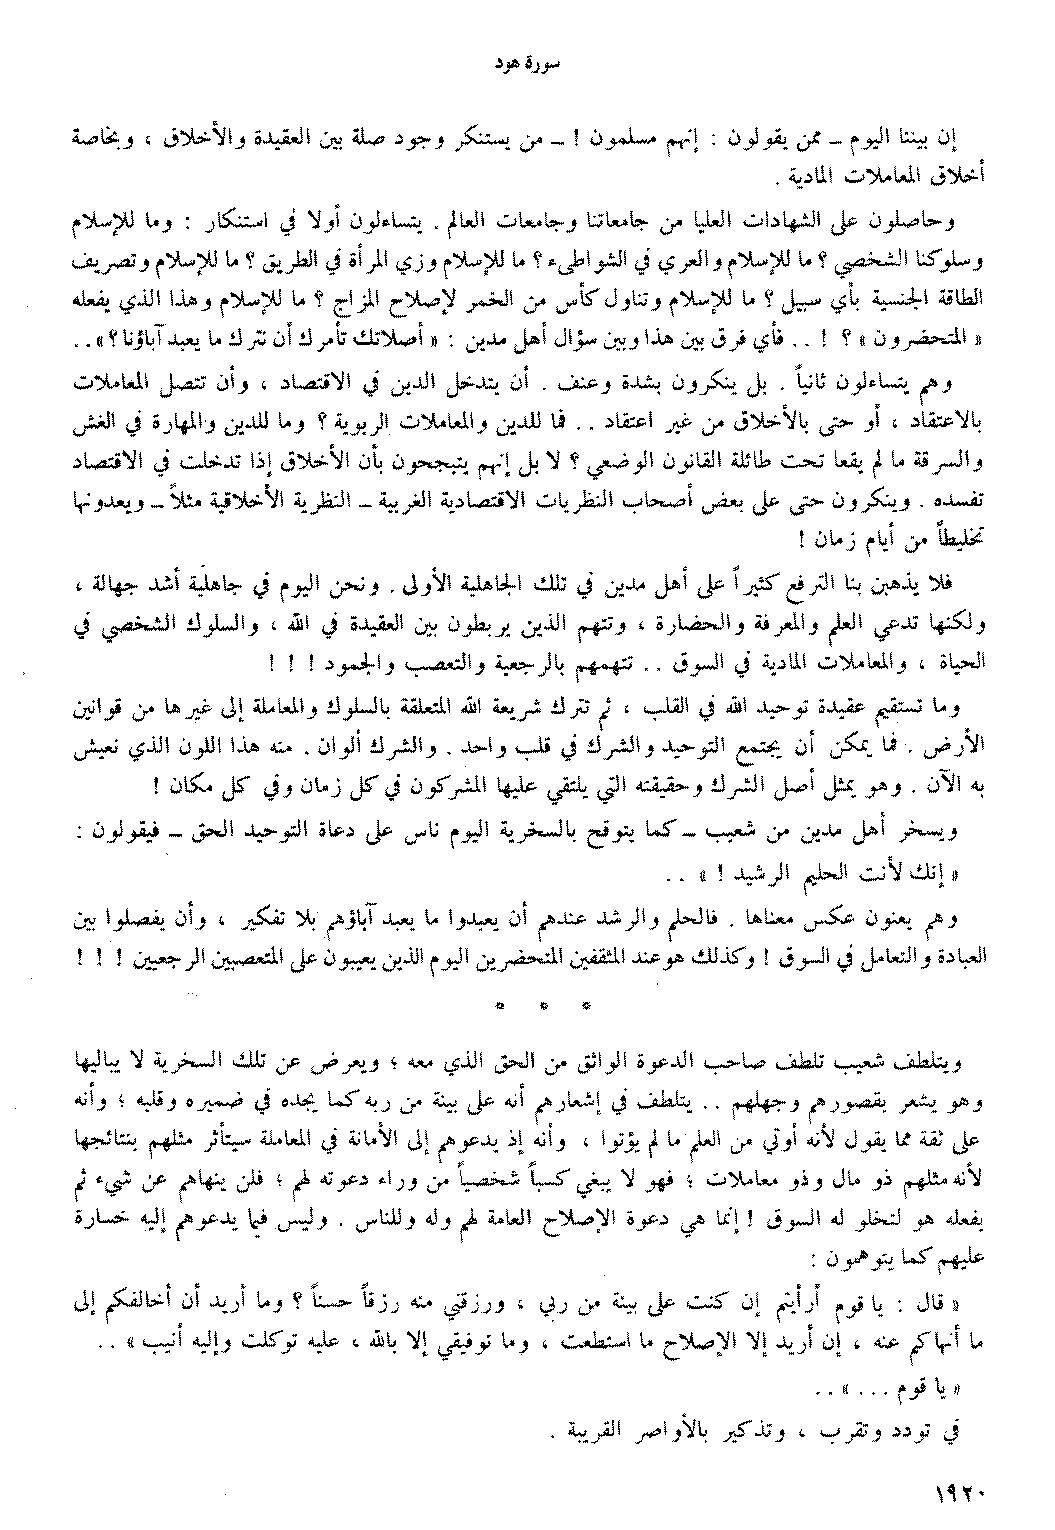 سورة هود
إن بيننا اليوم – ممن يقولون : إنهم مسلمون ! – من يستنكر وجود صلة بين العقيدة والأخلاق ، وبخاصة
أخلاق المعاملات المادية .
وحاصلون على الشهادات العليا من جامعاتنا وجامعات العالم . يتساءلون أولا في استنكار : وما للإسلام
وسلوكنا الشخصي ؟ ما للإسلام والعري في الشواطىء ؟ ما للإسلام وزي المرأة في الطريق ؟ ما للإسلام وتصريف
الطاقة الجنسية بأي سبيل ؟ ما للإسلام وتناول كأس من الخمر لإصلاح المزاج ؟ ما للإسلام وهذا الذي يفعله
« المتحضرون » ؟ ! .. فأي فرق بين هذا وبين سؤال أهل مدين : « أصلاتك تأمرك أن نترك ما يعبد آباؤنا ؟ » ..
وهم يتساءلون ثانياً . بل ينكرون بشدة وعنف . أن يتدخل الدين في الاقتصاد ، وأن تتصل المعاملات
بالاعتقاد ، أو حتى بالأخلاق من غير اعتقاد .. فما للدين والمعاملات الربوية ؟ وما للدين والمهارة في الغش
والسرقة ما لم يقعا تحت طائلة القانون الوضعي ؟ لا بل إنهم يتبجحون بأن الأخلاق إذا تدخلت في الاقتصاد
تفسده . وينكرون حتى على بعض أصحاب النظريات الاقتصادية الغربية – النظرية الأخلاقية مثلاً – ويعدونها
تخليطاً من أيام زمان !
فلا يذهبن بنا الترفع كثيراً على أهل مدين في تلك الجاهلية الأولى . ونحن اليوم في جاهلية أشد جهالة ،
ولكنها تدعي العلم والمعرفة والحضارة ، وتتهم الذين يربطون بين العقيدة في الله ، والسلوك الشخصي في
الحياة ، والمعاملات المادية في السوق .. تتهمهم بالرجعية والتعصب والجمود ! ! !
وما تستقيم عقيدة توحيد الله في القلب ، ثم تترك شريعة الله المتعلقة بالسلوك والمعاملة إلى غيرها من قوانين
الأرض . فما يمكن أن يجتمع التوحيد والشرك في قلب واحد . والشرك ألوان . منه هذا اللون الذي نعيش
به الآن . وهو يمثل أصل الشرك وحقيقته التي يلتقي عليها المشركون في كل زمان وفي كل مكان !
ويسخر أهل مدين من شعيب – كما يتوقح بالسخرية اليوم ناس على دعاة التوحيد الحق – فيقولون :
« إنك لأنت الحليم الرشيد ! » ..
وهم يعنون عكس معناها . فالحلم والرشد عندهم أن يعبدوا ما يعبد آباؤهم بلا تفكير ، وأن يفصلوا بين
العبادة والتعامل في السوق ! وكذلك هو عند المثقفين المتحضرين اليوم الذين يعيبون على المتعصبين الرجعيين ! ! !
* * *
ويتلطف شعيب تلطف صاحب الدعوة الواثق من الحق الذي معه ؛ ويعرض عن تلك السخرية لا يباليها
وهو يشعر بقصورهم وجهلهم .. يتلطف في إشعارهم أنه على بينة من ربه كما يجده في ضميره وقلبه ؛ وأنه
على ثقة مما يقول لأنه أوتي من العلم ما لم يؤتوا ، وأنه إذ يدعوهم إلى الأمانة في المعاملة سيتأثر مثلهم بنتائجها
لأنه مثلهم ذو مال وذو معاملات ؛ فهو لا يبغي كسباً شخصياً من وراء دعوته لهم ؛ فلن ينهاهم عن شيء ثم
يفعله هو لتخلو له السوق ! إنما هي دعوة الإصلاح العامة لهم وله وللناس . وليس فيما يدعوهم إليه خسارة
عليهم كما يتوهمون :
« قال : يا قوم أرأيتم إن كنت على بينة من ربي ، ورزقني منه رزقاً حسناً ؟ وما أريد أن أخالفكم إلى
ما أنهاكم عنه ، إن أريد إلا الإصلاح ما استطعت ، وما توفيقي إلا بالله ، عليه توكلت وإليه أنيب » ..
« يا قوم ... » ..
في تودد وتقرب ، وتذكير بالأواصر القريبة .
١٩٢٠